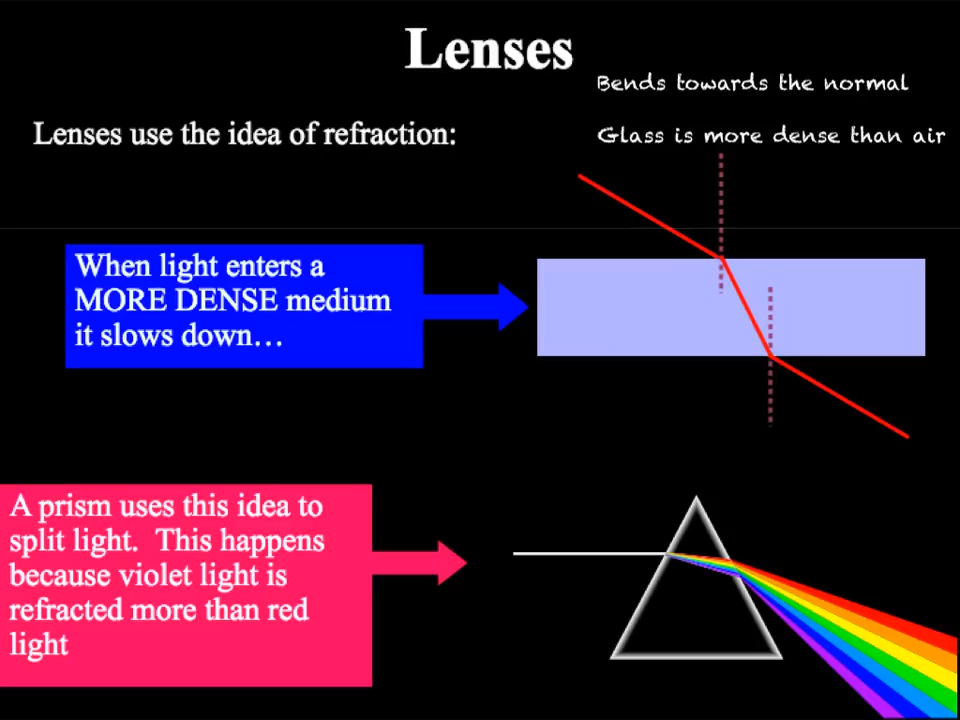 Lenses
Bends towards the normal
Lenses use the idea of refraction:
Glass is more dense than air
When light enters a
MORE DENSE medium
it slows down…
A prism uses this idea to
split light.  This happens
because violet light is
refracted more than red
light